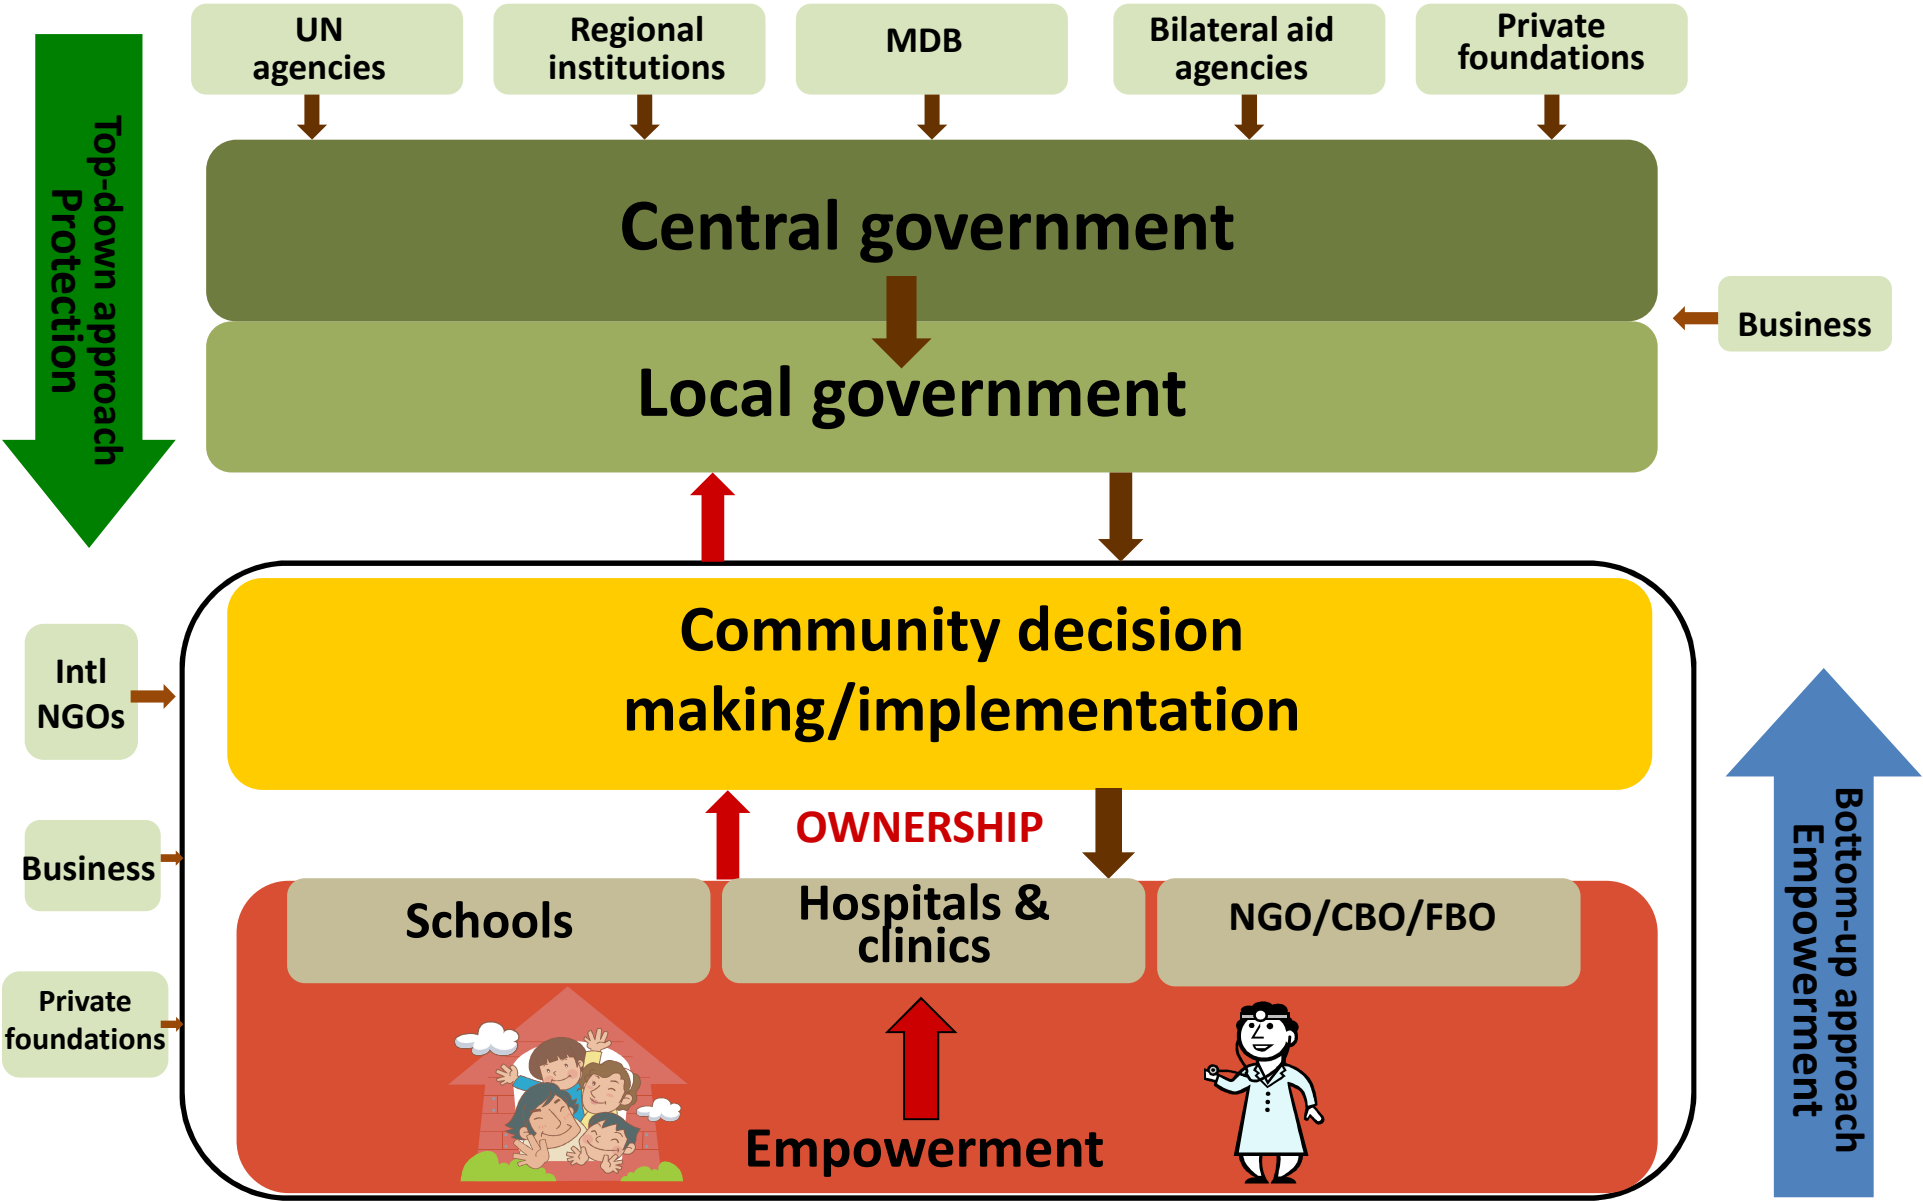 UN
agencies
Regional
institutions
MDB
Bilateral aid
agencies
Private
foundations
Top-down approach
Protection
Central government
Business
Local government
Community decision
making/implementation
Intl
NGOs
OWNERSHIP
Business
Schools
Hospitals &
clinics
NGO/CBO/FBO
Private
foundations
Empowerment
Bottom-up approach
Empowerment